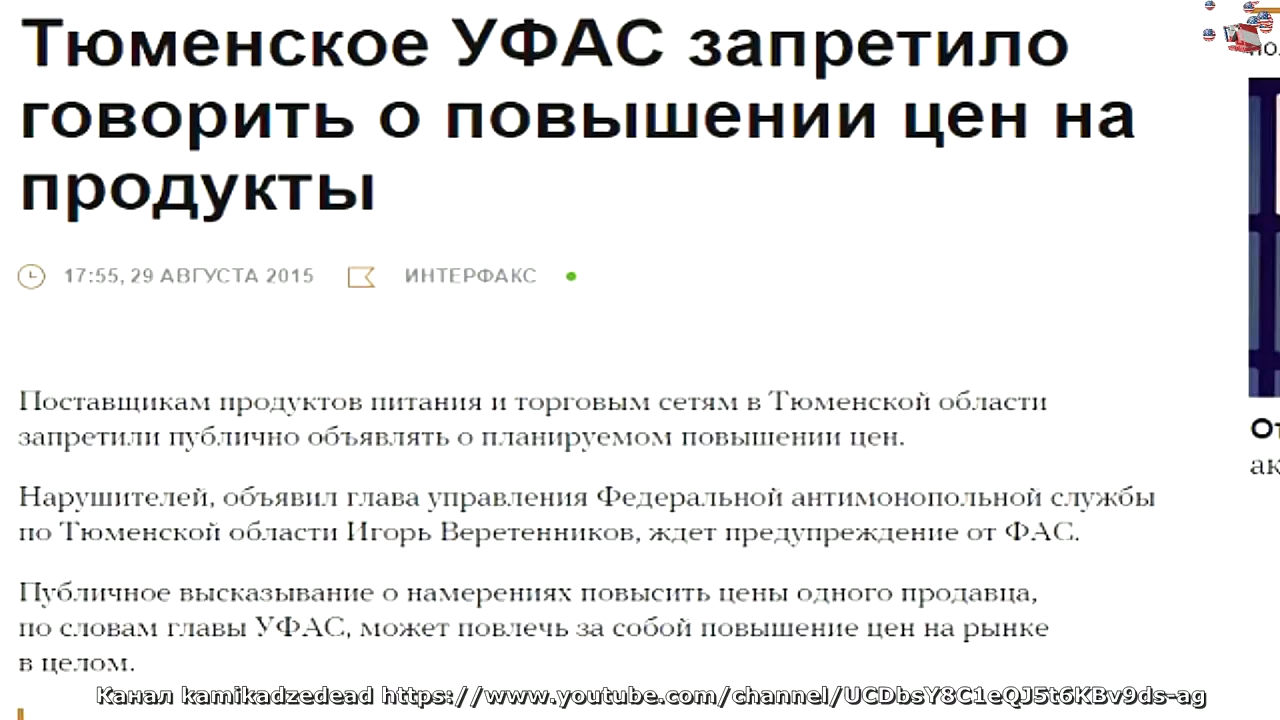 Тюменское УФАС запретило
говорить о повышении цен на
продукты
17:55, 29 АВГУСТА 2015 ИНТЕРФАКС
Поставщикам продуктов питания и торговым сетям в Тюменской области
запретили публично объявлять о планируемом повышении цен.
Нарушителей, объявил глава управления Федеральной антимонопольной службы
по Тюменской области Игорь Веретенников, ждет предупреждение от ФАС.
Публичное высказывание о намерениях повысить цены одного продавца,
по словам главы УФАС, может повлечь за собой повышение цен на рынке
в целом.
Канал kamikadzedead https://www.youtube.com/channel/UCDbsY8C1eQJ5t6KBv9ds-ag